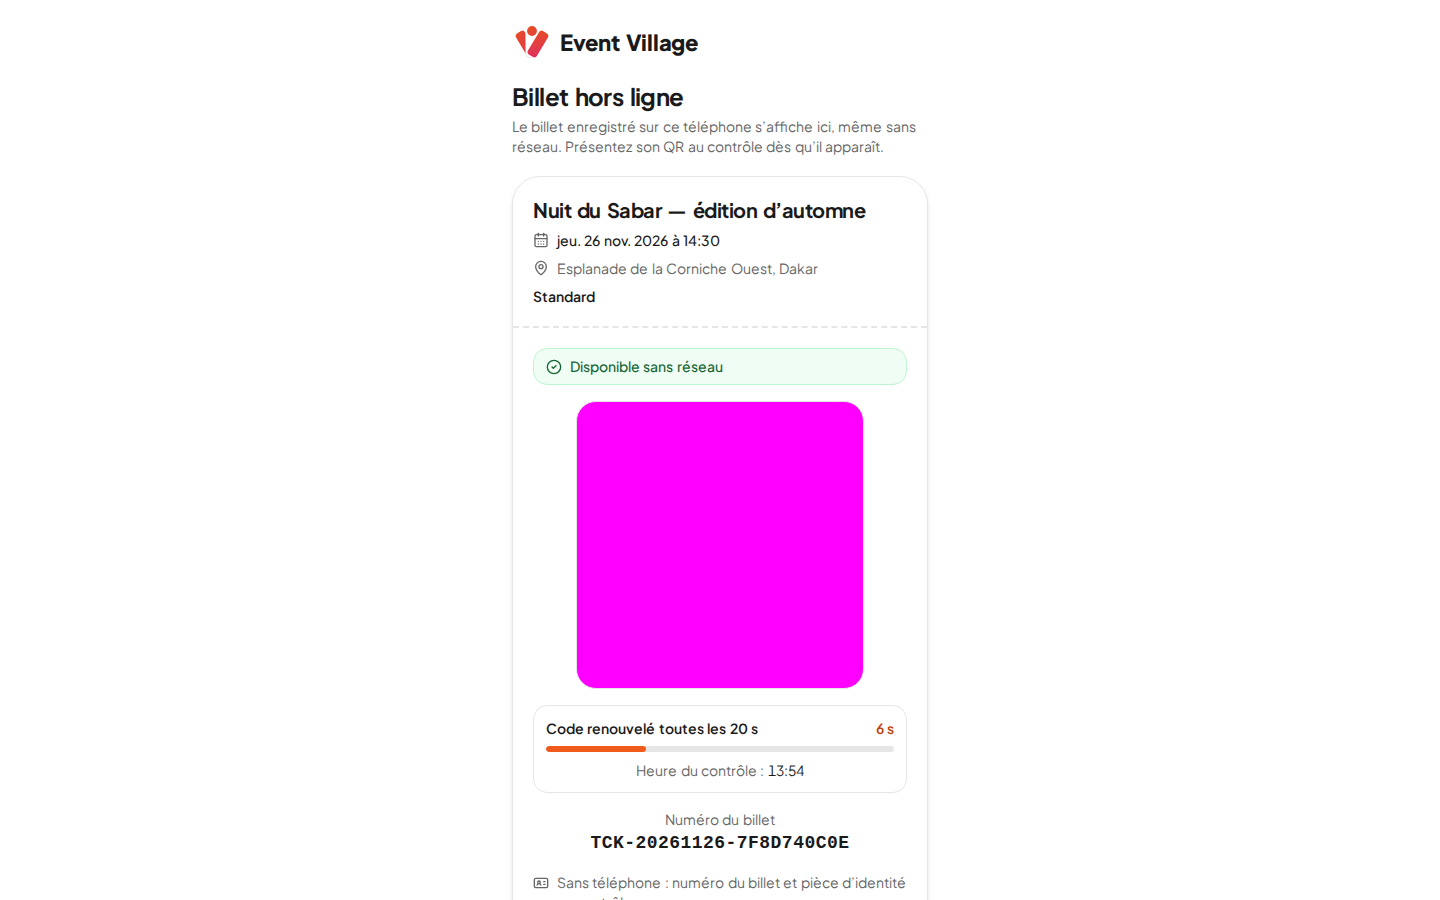 Event Village
Billet hors ligne
Le billet enregistré sur ce téléphone s’affiche ici, même sans
réseau. Présentez son QR au contrôle dès qu’il apparaît.
Nuit du Sabar — édition d’automne
jeu. 26 nov. 2026 à 14:30
Esplanade de la Corniche Ouest, Dakar
Standard
Disponible sans réseau
Code renouvelé toutes les 20 s
6 s
Heure du contrôle : 13:54
Numéro du billet
TCK-20261126-7F8D740C0E
Sans téléphone : numéro du billet et pièce d’identité